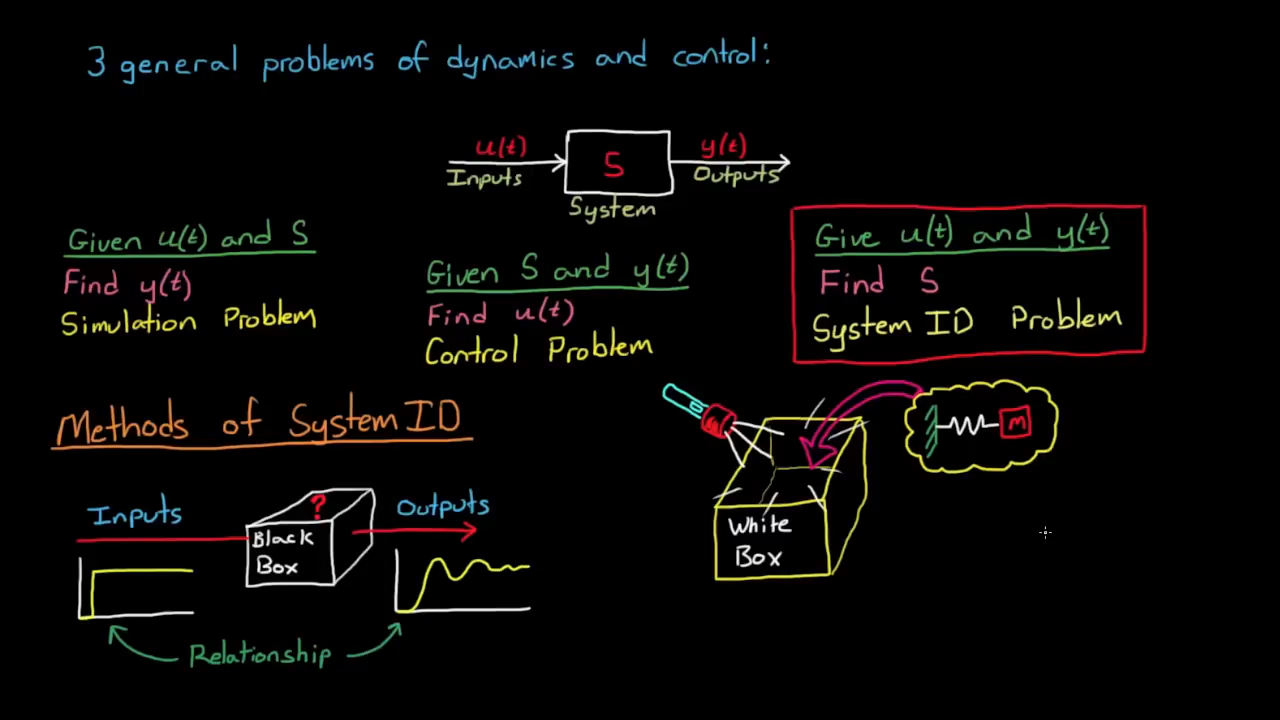 3 general problems of dynamics and control:
u(t)
Inputs
S
System
y(t)
Outputs
Given u(t) and S
Find y(t)
Simulation Problem
Given S and y(t)
Find u(t)
Control Problem
Give u(t) and y(t)
Find S
System ID Problem
Methods of System ID
Inputs
?
Black
Box
Outputs
Relationship
White
Box
m